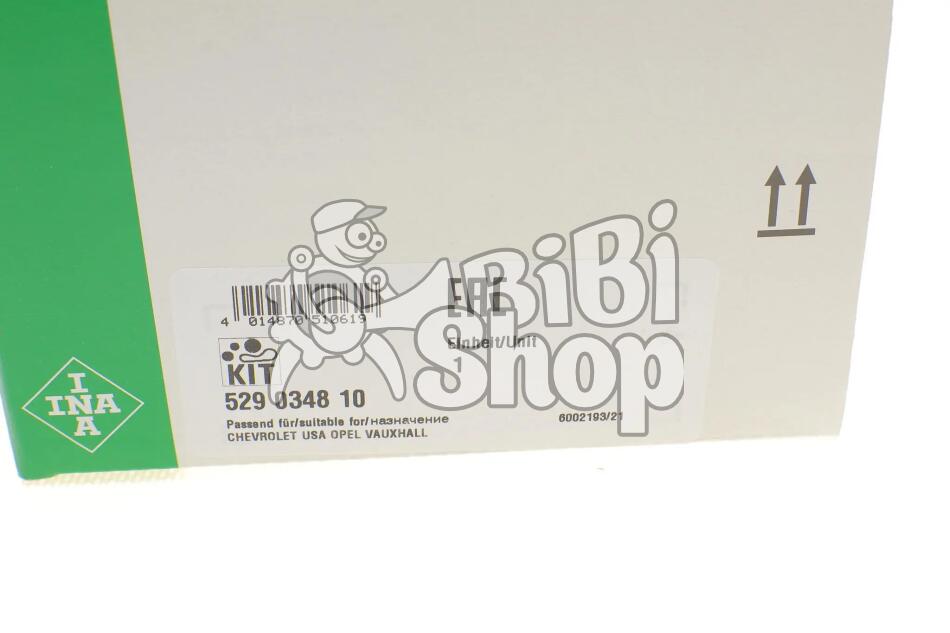 I
INA
A
4 014870 510619
EAC
Einheit/Unit
1
KIT
529 0348 10
Passend für/suitable for/назначение
CHEVROLET USA OPEL VAUXHALL
6002193/21
BiBi
Shop